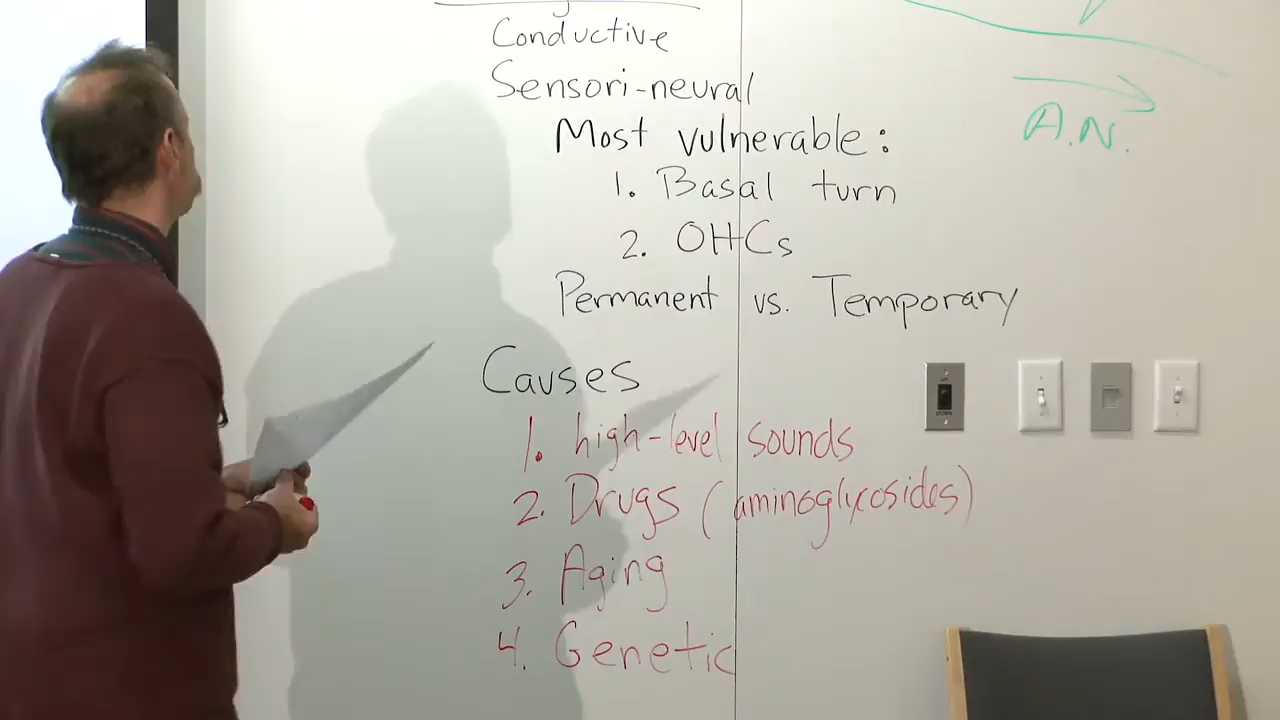 Conductive
Sensori-neural
Most vulnerable:
1. Basal turn
2. OHCs
Permanent vs. Temporary
Causes
1. high-level sounds
2. Drugs (aminoglycosides)
3. Aging
4. Genetic
A.N.